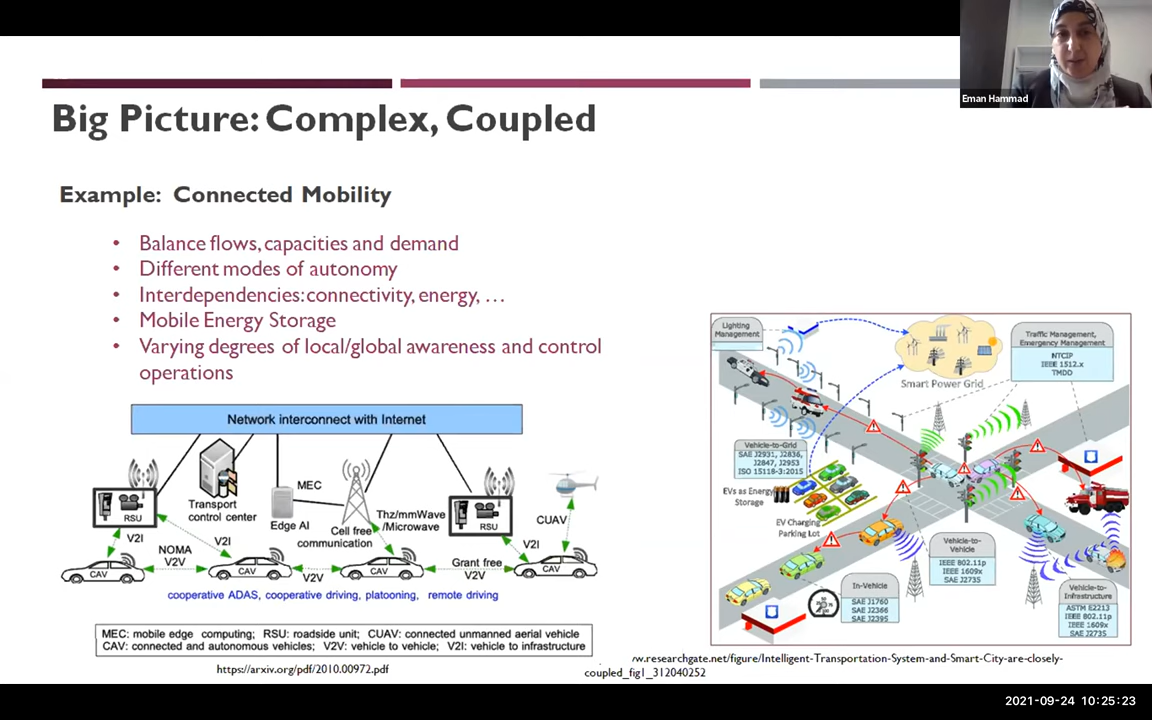 Eman Hammad
Big Picture: Complex, Coupled
Example: Connected Mobility
• Balance flows, capacities and demand
• Different modes of autonomy
• Interdependencies: connectivity, energy, …
• Mobile Energy Storage
• Varying degrees of local/global awareness and control
operations
Network interconnect with Internet
RSU
Transport
control center
MEC
Edge AI
Cell free
communication
Thz/mmWave
/Microwave
RSU
CUAV
V2I
NOMA
V2V
V2I
V2V
Grant free
V2V
V2I
CAV
CAV
CAV
CAV
cooperative ADAS, cooperative driving, platooning, remote driving
MEC: mobile edge computing; RSU: roadside unit; CUAV: connected unmanned aerial vehicle
CAV: connected and autonomous vehicles; V2V: vehicle to vehicle; V2I: vehicle to infrastructure
https://arxiv.org/pdf/2010.00972.pdf
Lighting
Management
Smart Power Grid
Traffic Management,
Emergency Management
NTCIP
IEEE 1512.x
TMDD
Vehicle-to-Grid
SAE J2931, J2836,
J2847, J2953
ISO 15118-3:2015
EVs as Energy
Storage
EV Charging
Parking Lot
Vehicle-to-
Vehicle
IEEE 802.11p
IEEE 1609x
SAE J2735
In-Vehicle
SAE J1760
SAE J2366
SAE J2395
Vehicle-to-
Infrastructure
ASTM E2213
IEEE 802.11p
IEEE 1609x
SAE J2735
w.researchgate.net/figure/Intelligent-Transportation-System-and-Smart-City-are-closely-
coupled_fig1_312040252
2021-09-24 10:25:23